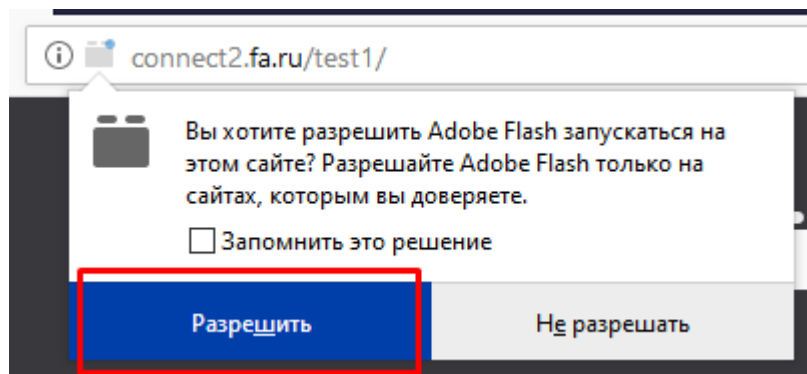 connect2.fa.ru/test1/
Вы хотите разрешить Adobe Flash запускаться на
этом сайте? Разрешайте Adobe Flash только на
сайтах, которым вы доверяете.
Запомнить это решение
Разрешить
Не разрешать